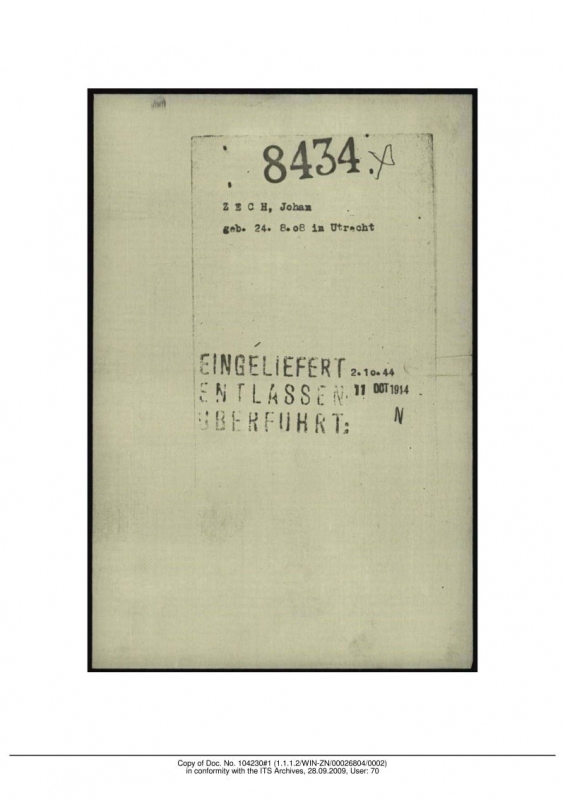 8434.
Z E C H, Johan
geb. 24. 8.08 in Utrecht
EINGELIEFERT 2.10.44
ENTLASSEN. 11 OCT 1914
ÜBERFUHRT: N
Copy of Doc. No. 104230#1 (1.1.1.2/WIN-ZN/00026804/0002)
in conformity with the ITS Archives, 28.09.2009, User: 70